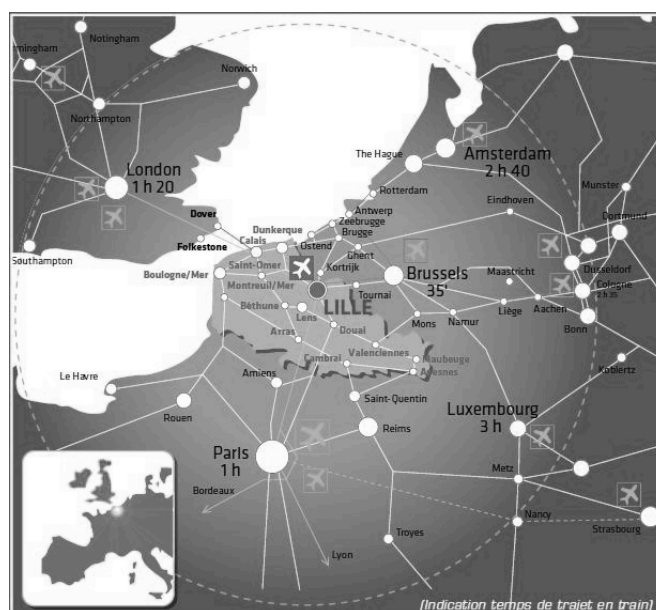 Notingham
mingham
Norwich
Northampton
London
1 h 20
The Hague
Amsterdam
2 h 40
Rotterdam
Eindhoven
Munster
Dortmund
Dover
Antwerp
Zeebrugge
Brugge
Dunkerque
Ostend
Ghent
Folkestone
Calais
Southampton
Saint-Omer
Kortrijk
Boulogne/Mer
Brussels
35'
Maastricht
Dusseldorf
Cologne
2 h 35
Montreuil/Mer
LILLE
Tournai
Liège
Aachen
Béthune
Lens
Mons
Namur
Bonn
Arras
Douai
Valenciennes
Maubeuge
Cambrai
Avesnes
Koblertz
Le Havre
Amiens
Saint-Quentin
Rouen
Reims
Luxembourg
3 h
Paris
1 h
Metz
Bordeaux
Nancy
Strasbourg
Troyes
Lyon
(Indication temps de trajet en train)